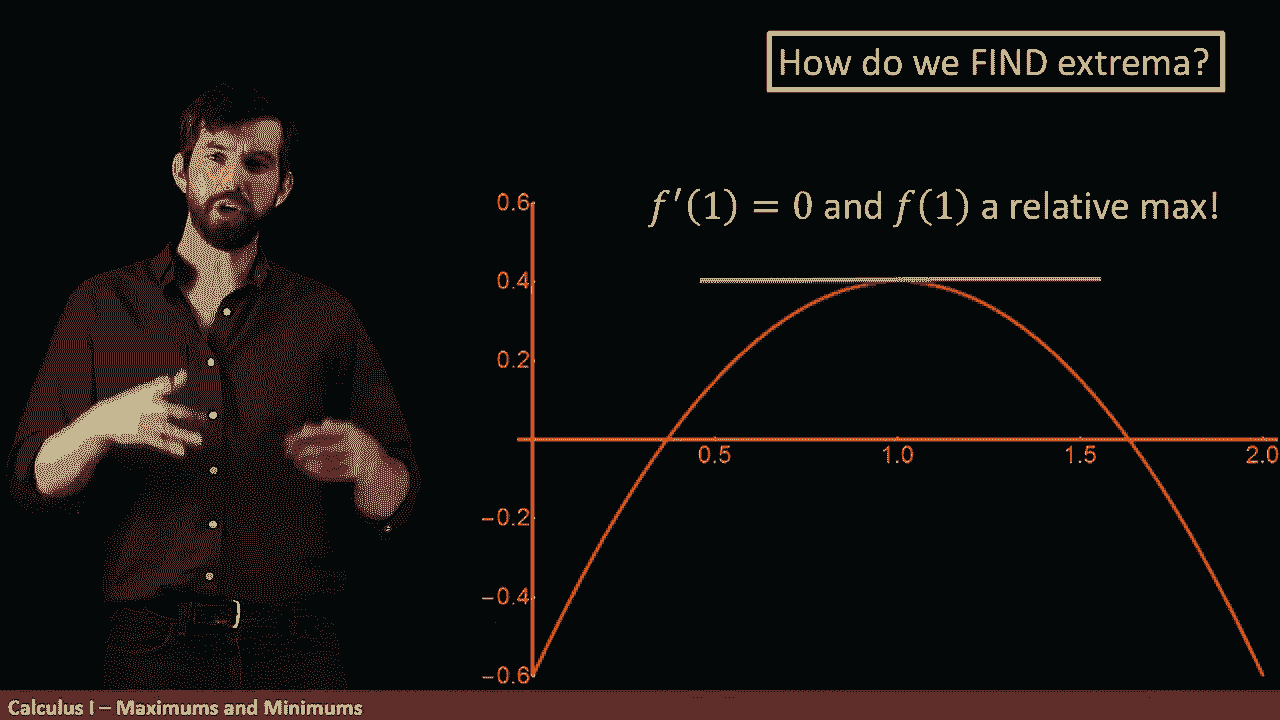 How do we FIND extrema?
f′(1) = 0 and f(1) a relative max!
0.6
0.4
0.2
0.5 1.0 1.5 2.0
−0.2
−0.4
−0.6
Calculus I – Maximums and Minimums